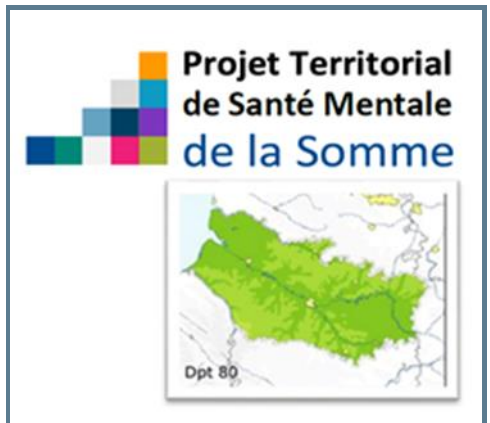 Projet Territorial
de Santé Mentale
de la Somme
Dpt 80